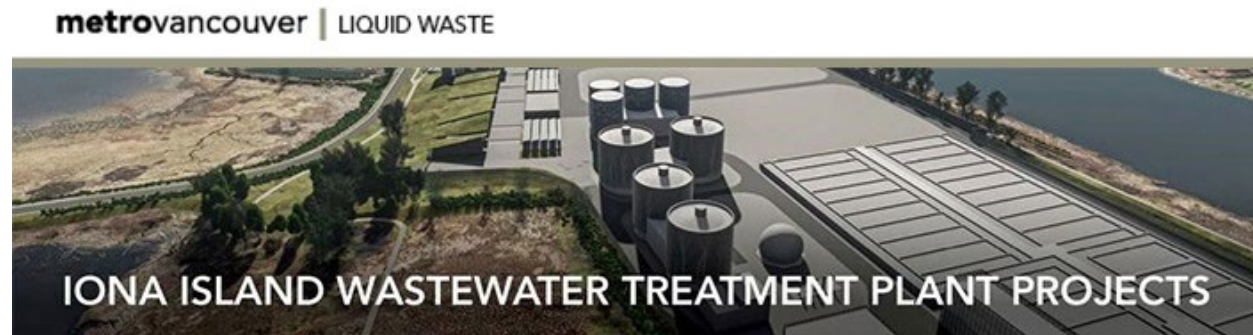 metrovancouver | LIQUID WASTE
IONA ISLAND WASTEWATER TREATMENT PLANT PROJECTS